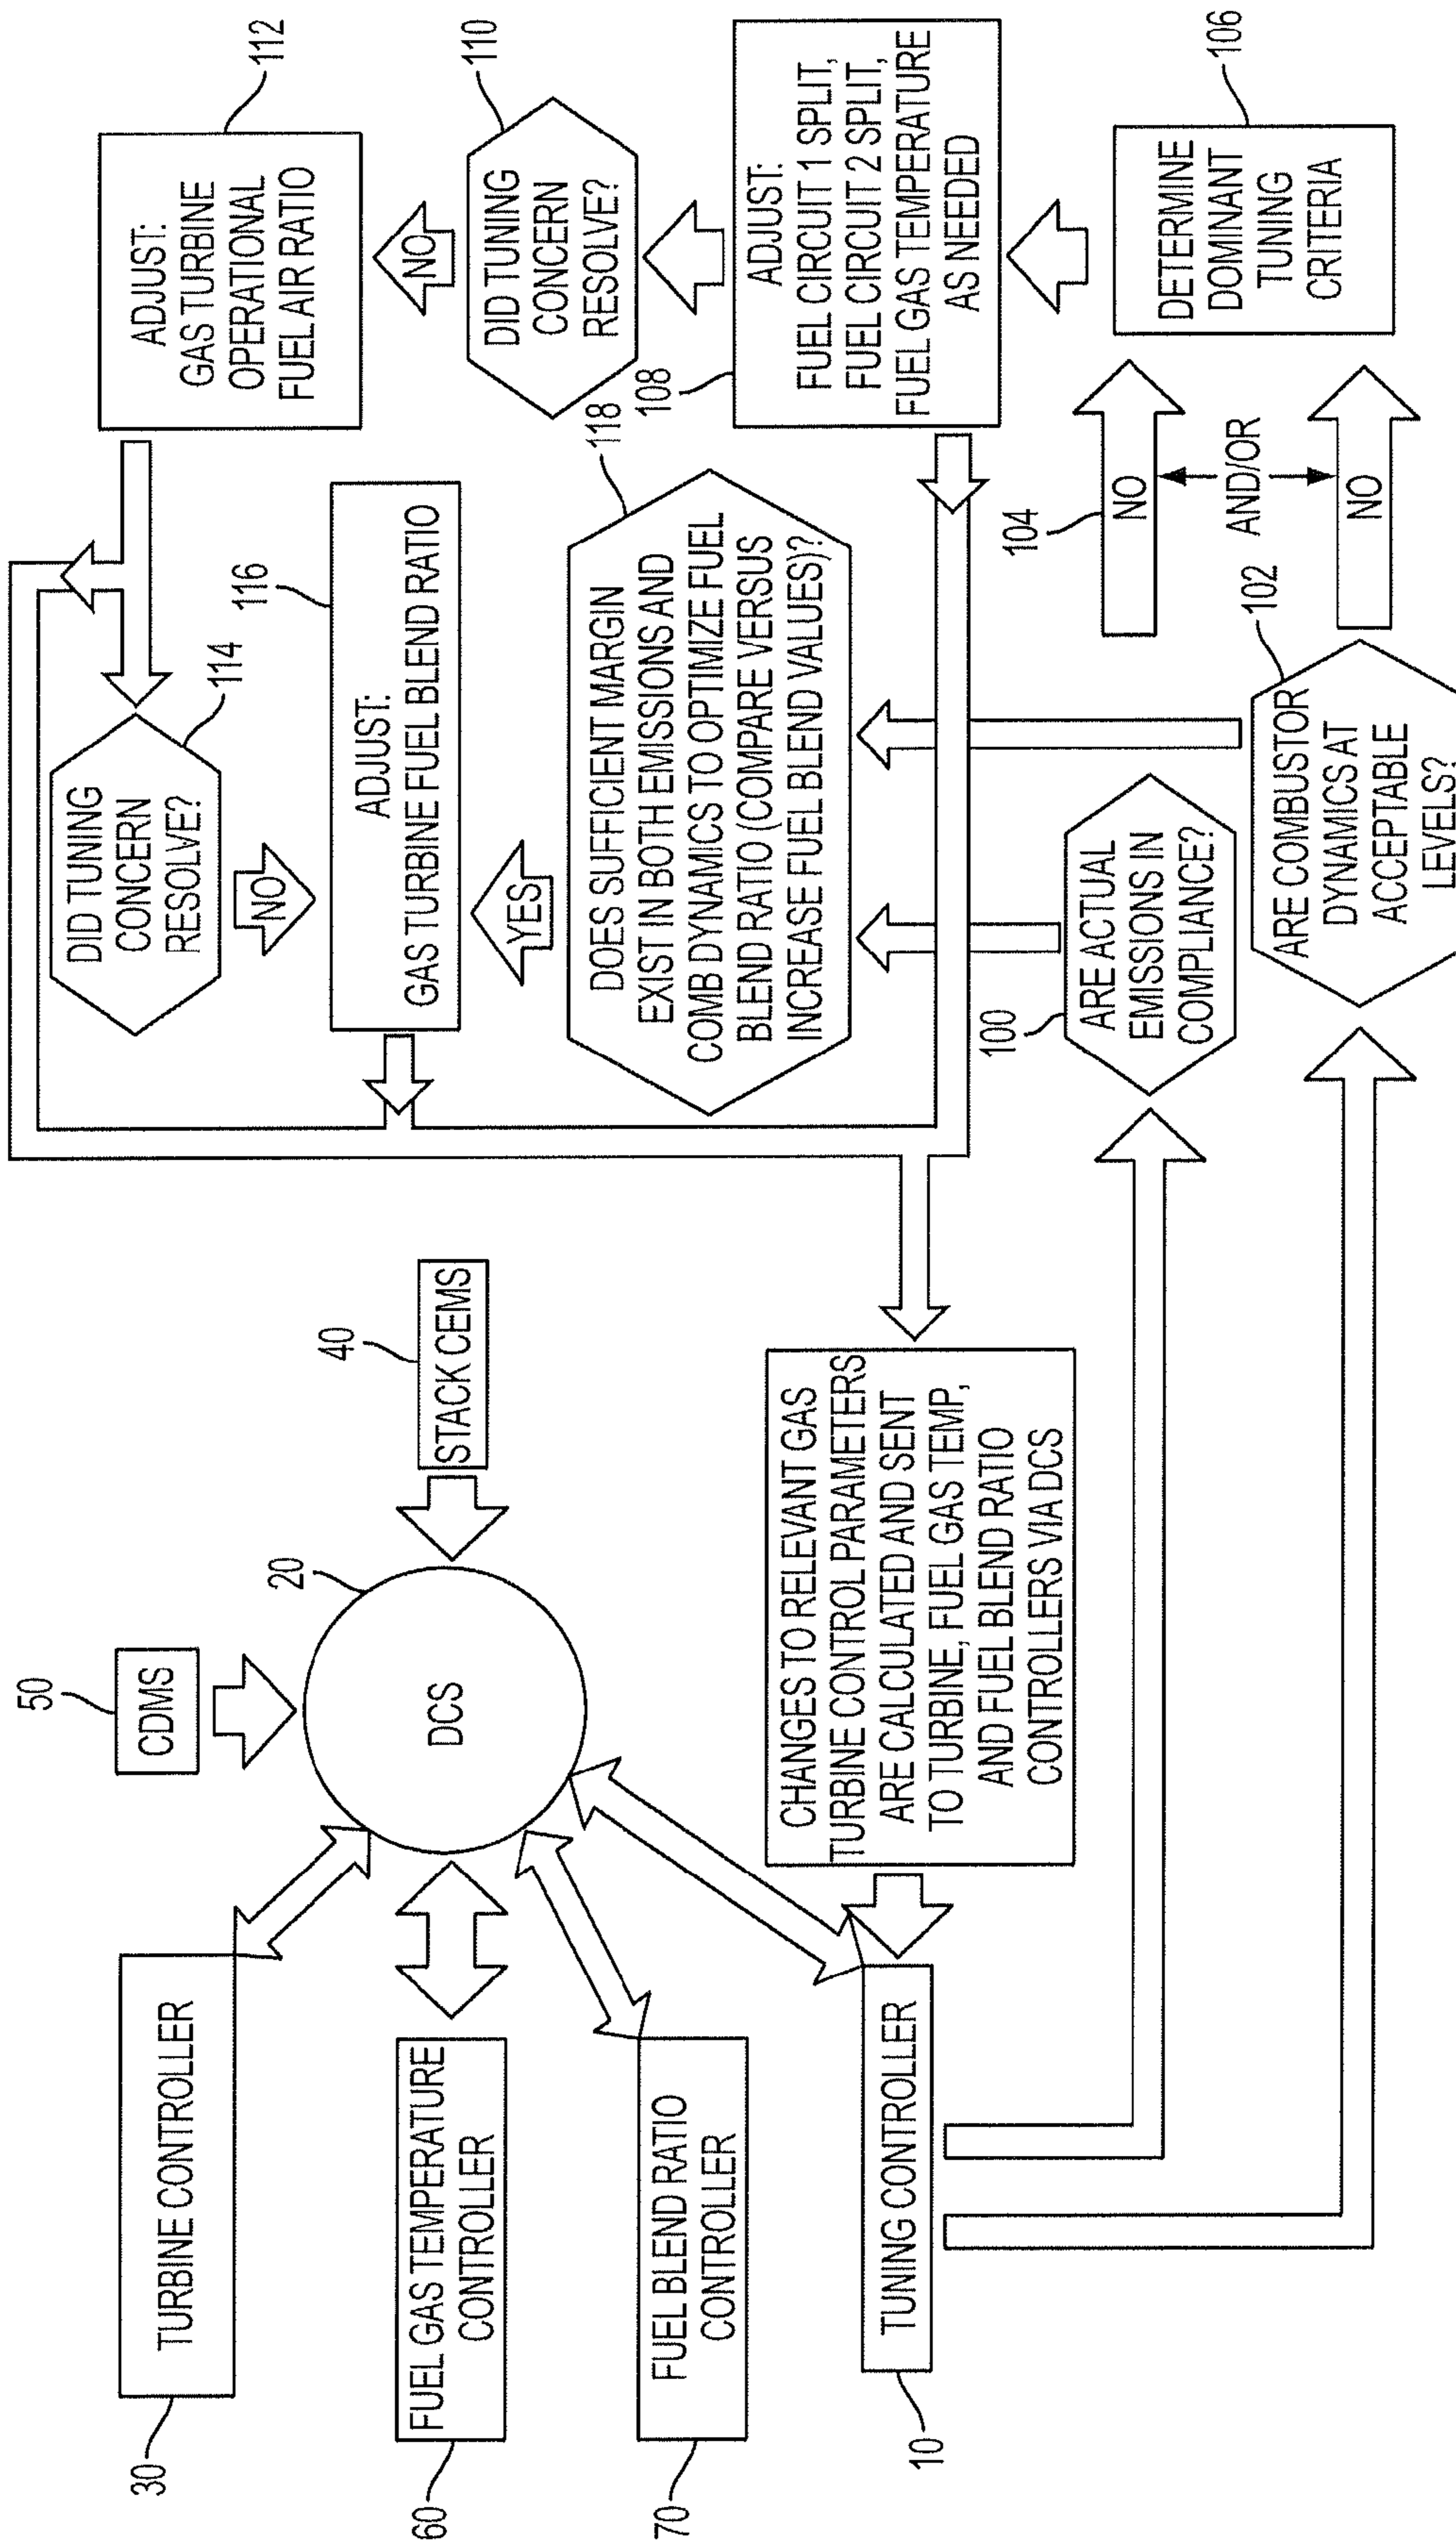 30
TURBINE CONTROLLER
50
CDMS
60
FUEL GAS TEMPERATURE
CONTROLLER
20
DCS
40
STACK CEMS
70
FUEL BLEND RATIO
CONTROLLER
10
TUNING CONTROLLER
CHANGES TO RELEVANT GAS
TURBINE CONTROL PARAMETERS
ARE CALCULATED AND SENT
TO TURBINE, FUEL GAS TEMP,
AND FUEL BLEND RATIO
CONTROLLERS VIA DCS
114
DID TUNING
CONCERN
RESOLVE?
NO
112
ADJUST:
GAS TURBINE
OPERATIONAL
FUEL AIR RATIO
116
ADJUST:
GAS TURBINE FUEL BLEND RATIO
NO
110
DID TUNING
CONCERN
RESOLVE?
YES
118
DOES SUFFICIENT MARGIN
EXIST IN BOTH EMISSIONS AND
COMB DYNAMICS TO OPTIMIZE FUEL
BLEND RATIO (COMPARE VERSUS
INCREASE FUEL BLEND VALUES)?
108
ADJUST:
FUEL CIRCUIT 1 SPLIT,
FUEL CIRCUIT 2 SPLIT,
FUEL GAS TEMPERATURE
AS NEEDED
100
ARE ACTUAL
EMISSIONS IN
COMPLIANCE?
104
NO
AND/OR
NO
106
DETERMINE
DOMINANT
TUNING
CRITERIA
102
ARE COMBUSTOR
DYNAMICS AT
ACCEPTABLE
LEVELS?